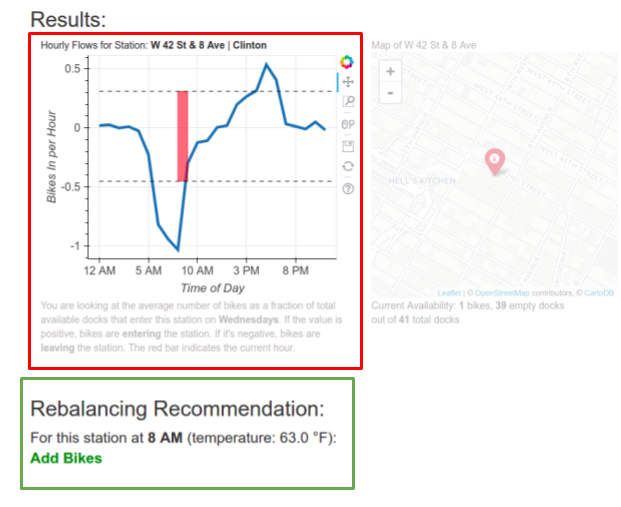 Results:
Hourly Flows for Station: W 42 St & 8 Ave | Clinton
0.5
0
-0.5
-1
Bikes In per Hour
12 AM 5 AM 10 AM 3 PM 8 PM
Time of Day
You are looking at the average number of bikes as a fraction of total
available docks that enter this station on Wednesdays. If the value is
positive, bikes are entering the station. If it's negative, bikes are
leaving the station. The red bar indicates the current hour.
Map of W 42 St & 8 Ave
+
-
HELL'S KITCHEN
Leaflet | © OpenStreetMap contributors, © CartoDB
Current Availability: 1 bikes, 39 empty docks
out of 41 total docks
Rebalancing Recommendation:
For this station at 8 AM (temperature: 63.0 °F):
Add Bikes